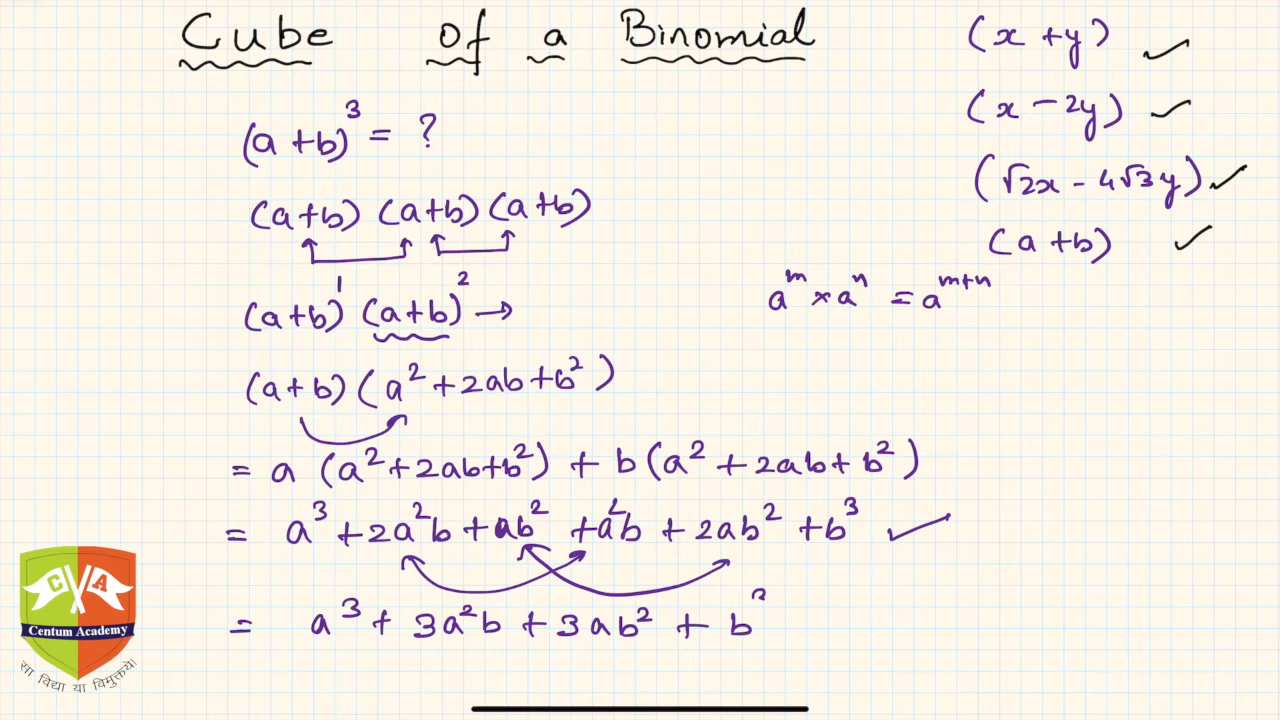 Cube of a Binomial
(a+b)³ = ?
(a+b) (a+b) (a+b)
(a+b)¹ (a+b)² →
(a+b) (a²+2ab+b²)
= a (a²+2ab+b²) + b (a²+2ab+b²)
= a³ + 2a²b + ab² + a²b + 2ab² + b³ ✓
= a³ + 3a²b + 3ab² + b³
(x+y) ✓
(x-2y) ✓
(√2x - 4√3y) ✓
(a+b) ✓
aᵐ × aⁿ = aᵐ⁺ⁿ
C A
Centum Academy
सा विद्या या विमुक्तये।